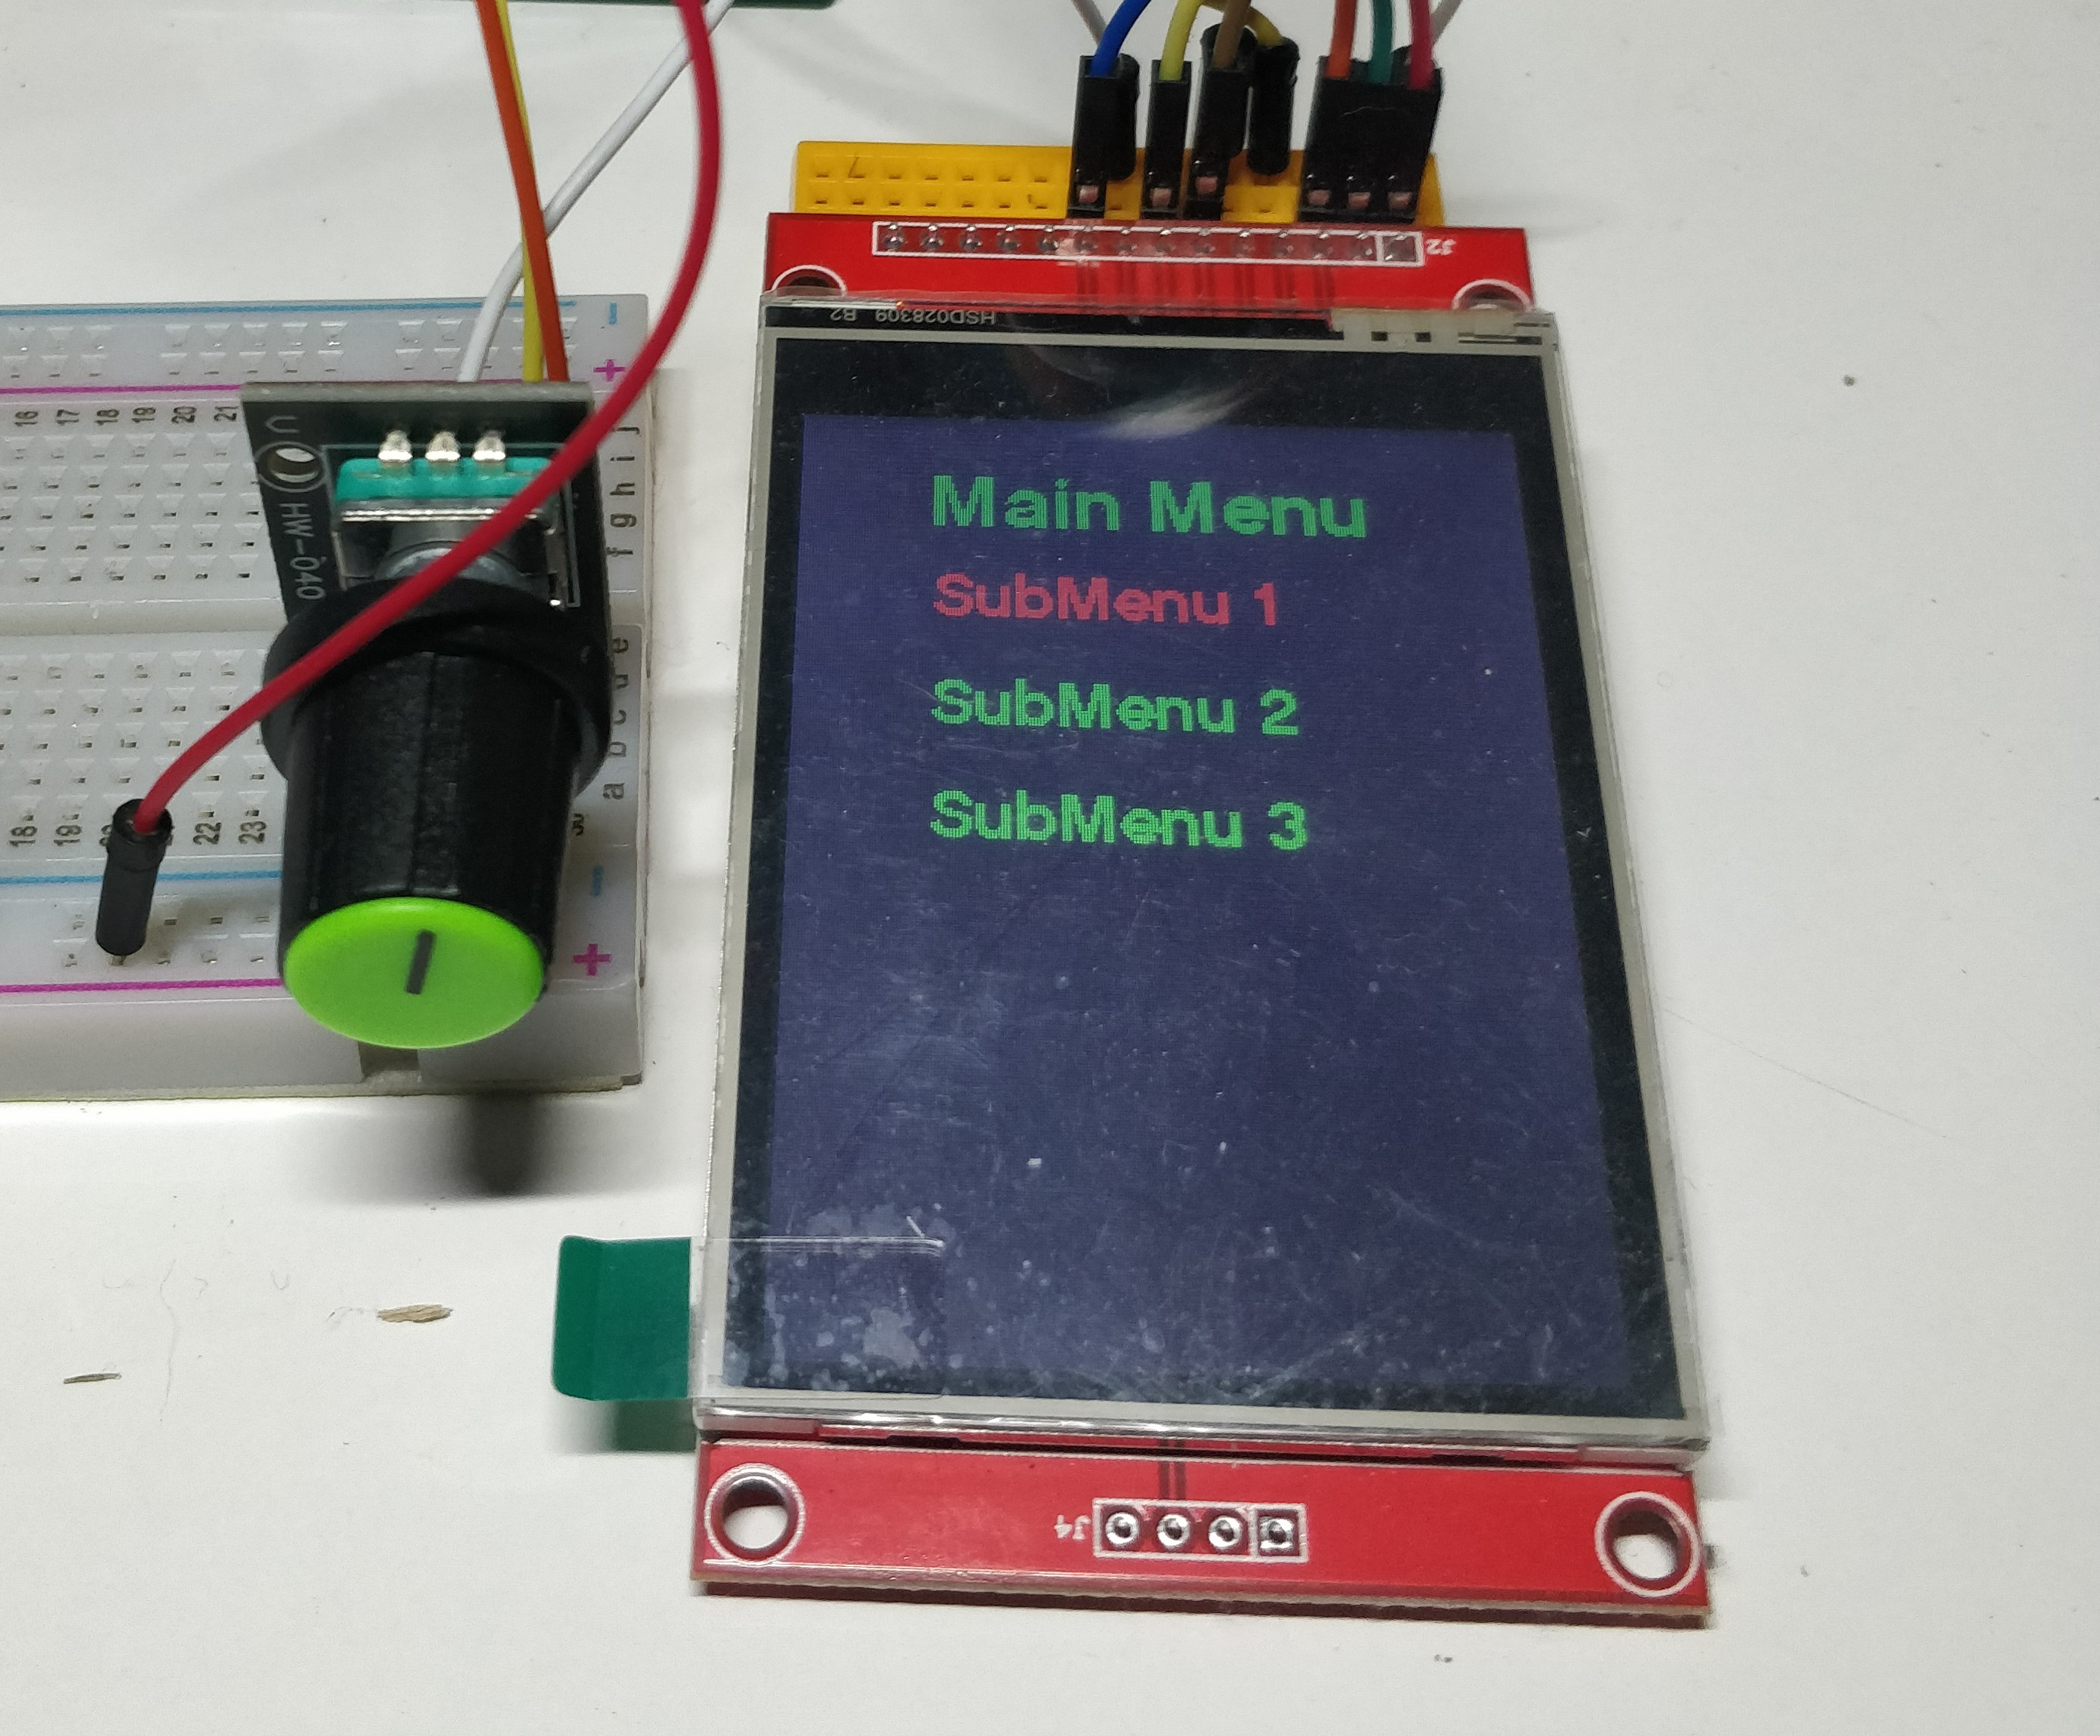 HSD028309 B2
J2
Main Menu
SubMenu 1
SubMenu 2
SubMenu 3
J4
HW-040
-
+
16 17 18 19 20 21
f g h i j
a b c d e
18 19 22 23
-
+